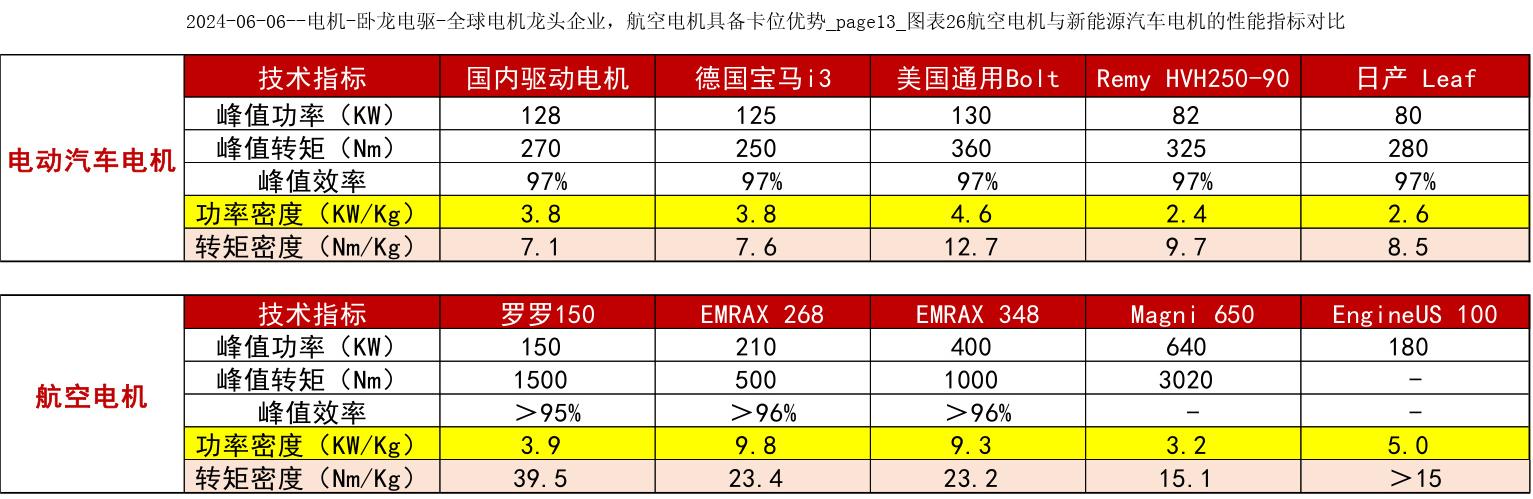 2024-06-06--电机-卧龙电驱-全球电机龙头企业，航空电机具备卡位优势_page13_图表26航空电机与新能源汽车电机的性能指标对比
技术指标 国内驱动电机 德国宝马i3 美国通用Bolt Remy HVH250-90 日产 Leaf
峰值功率（KW） 128 125 130 82 80
峰值转矩（Nm） 270 250 360 325 280
电动汽车电机
峰值效率 97% 97% 97% 97% 97%
功率密度（KW/Kg） 3.8 3.8 4.6 2.4 2.6
转矩密度（Nm/Kg） 7.1 7.6 12.7 9.7 8.5
技术指标 罗罗150 EMRAX 268 EMRAX 348 Magni 650 EngineUS 100
峰值功率（KW） 150 210 400 640 180
峰值转矩（Nm） 1500 500 1000 3020 -
航空电机
峰值效率 ＞95% ＞96% ＞96% - -
功率密度（KW/Kg） 3.9 9.8 9.3 3.2 5.0
转矩密度（Nm/Kg） 39.5 23.4 23.2 15.1 ＞15